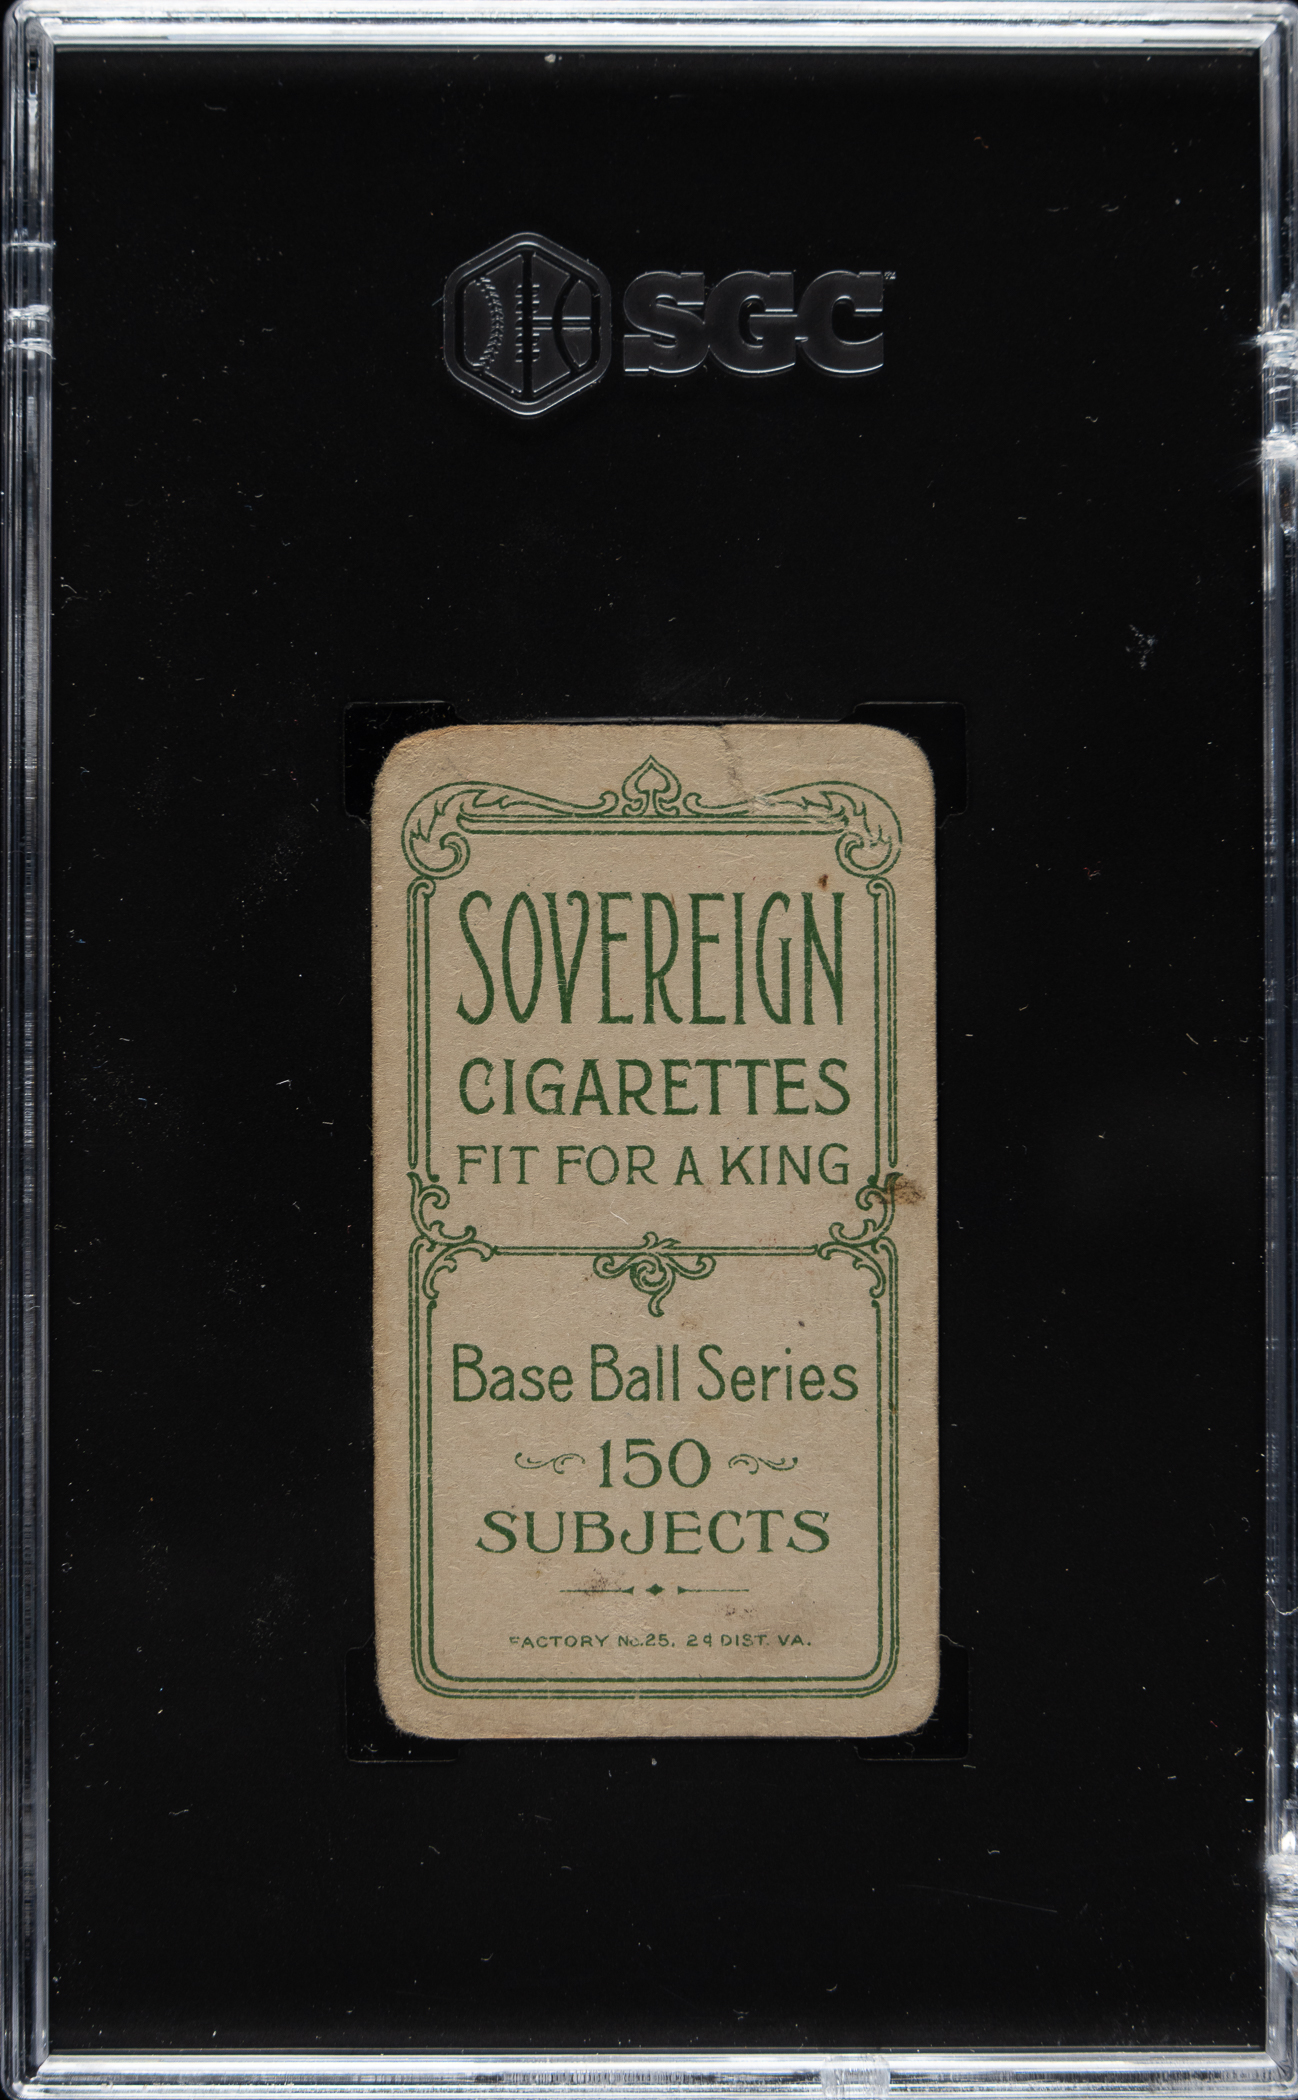 SGC
SOVEREIGN
CIGARETTES
FIT FOR A KING
Base Ball Series
150
SUBJECTS
FACTORY No. 25, 2d DIST. VA.